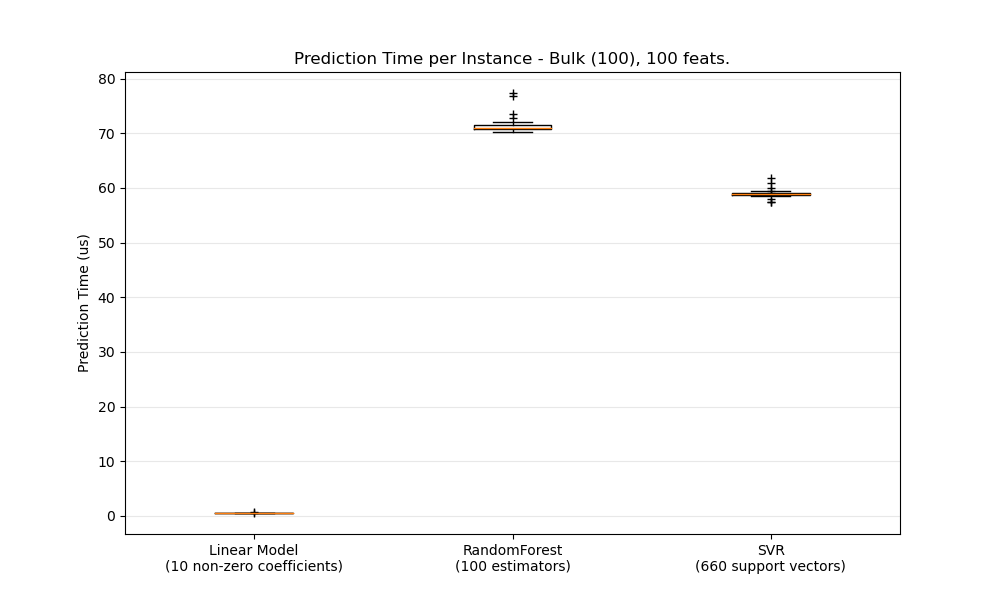 Prediction Time per Instance - Bulk (100), 100 feats.
80
70
60
50
40
30
20
10
0
Prediction Time (us)
Linear Model
(10 non-zero coefficients)
RandomForest
(100 estimators)
SVR
(660 support vectors)